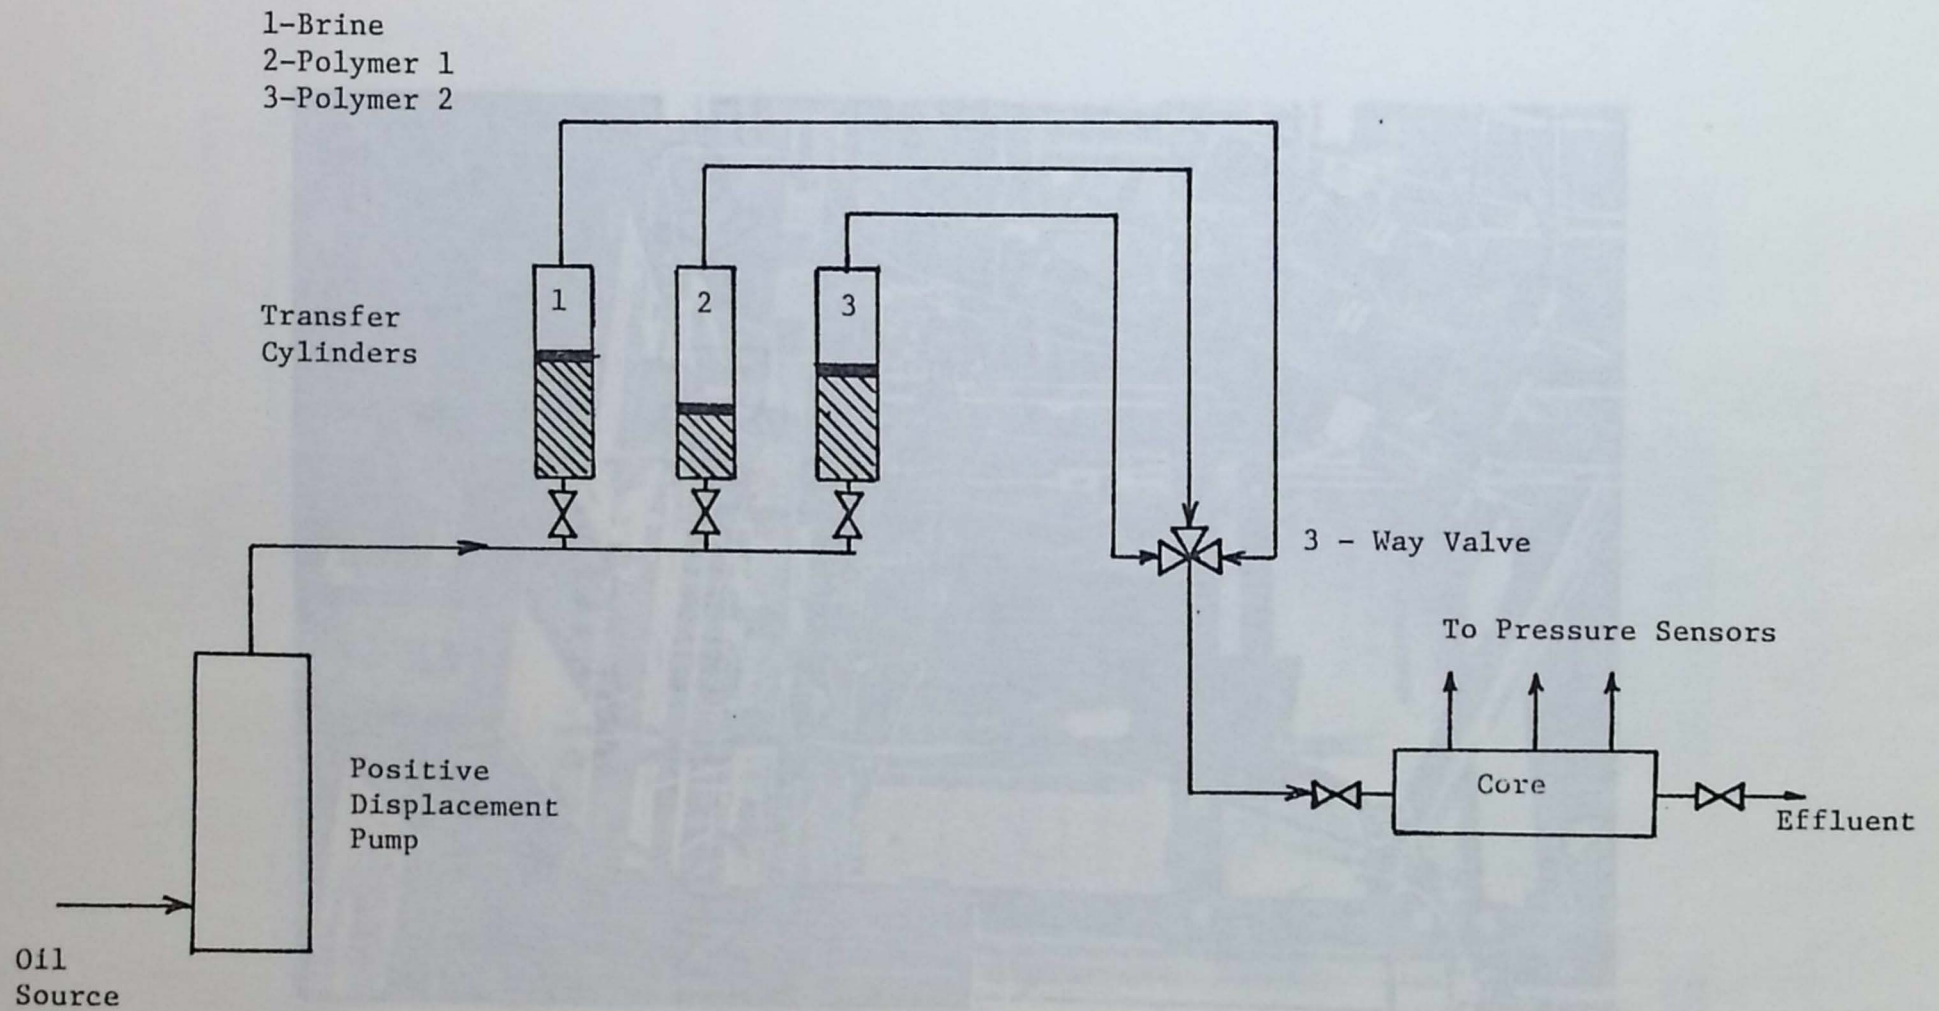 1-Brine
2-Polymer 1
3-Polymer 2
Transfer
Cylinders
1
2
3
3 - Way Valve
To Pressure Sensors
Core
Effluent
Positive
Displacement
Pump
Oil
Source